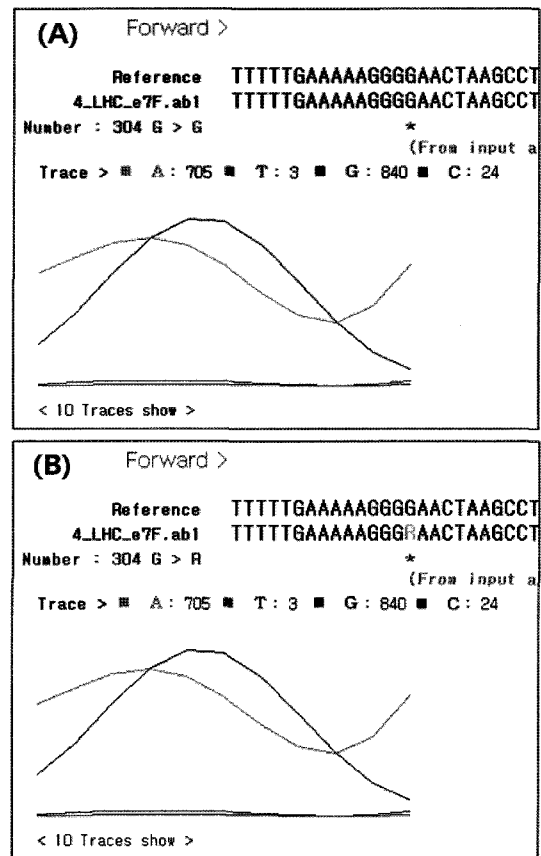 (A) Forward >
Reference TTTTTGAAAAAGGGGAACTAAGCCT
4_LHC_e7F.ab1 TTTTTGAAAAAGGGGAACTAAGCCT
Number : 304 G > G *
(From input a
Trace > ■ A : 705 ■ T : 3 ■ G : 840 ■ C : 24
< 10 Traces show >
(B) Forward >
Reference TTTTTGAAAAAGGGGAACTAAGCCT
4_LHC_e7F.ab1 TTTTTGAAAAAGGGRAACTAAGCCT
Number : 304 G > R *
(From input a
Trace > ■ A : 705 ■ T : 3 ■ G : 840 ■ C : 24
< 10 Traces show >